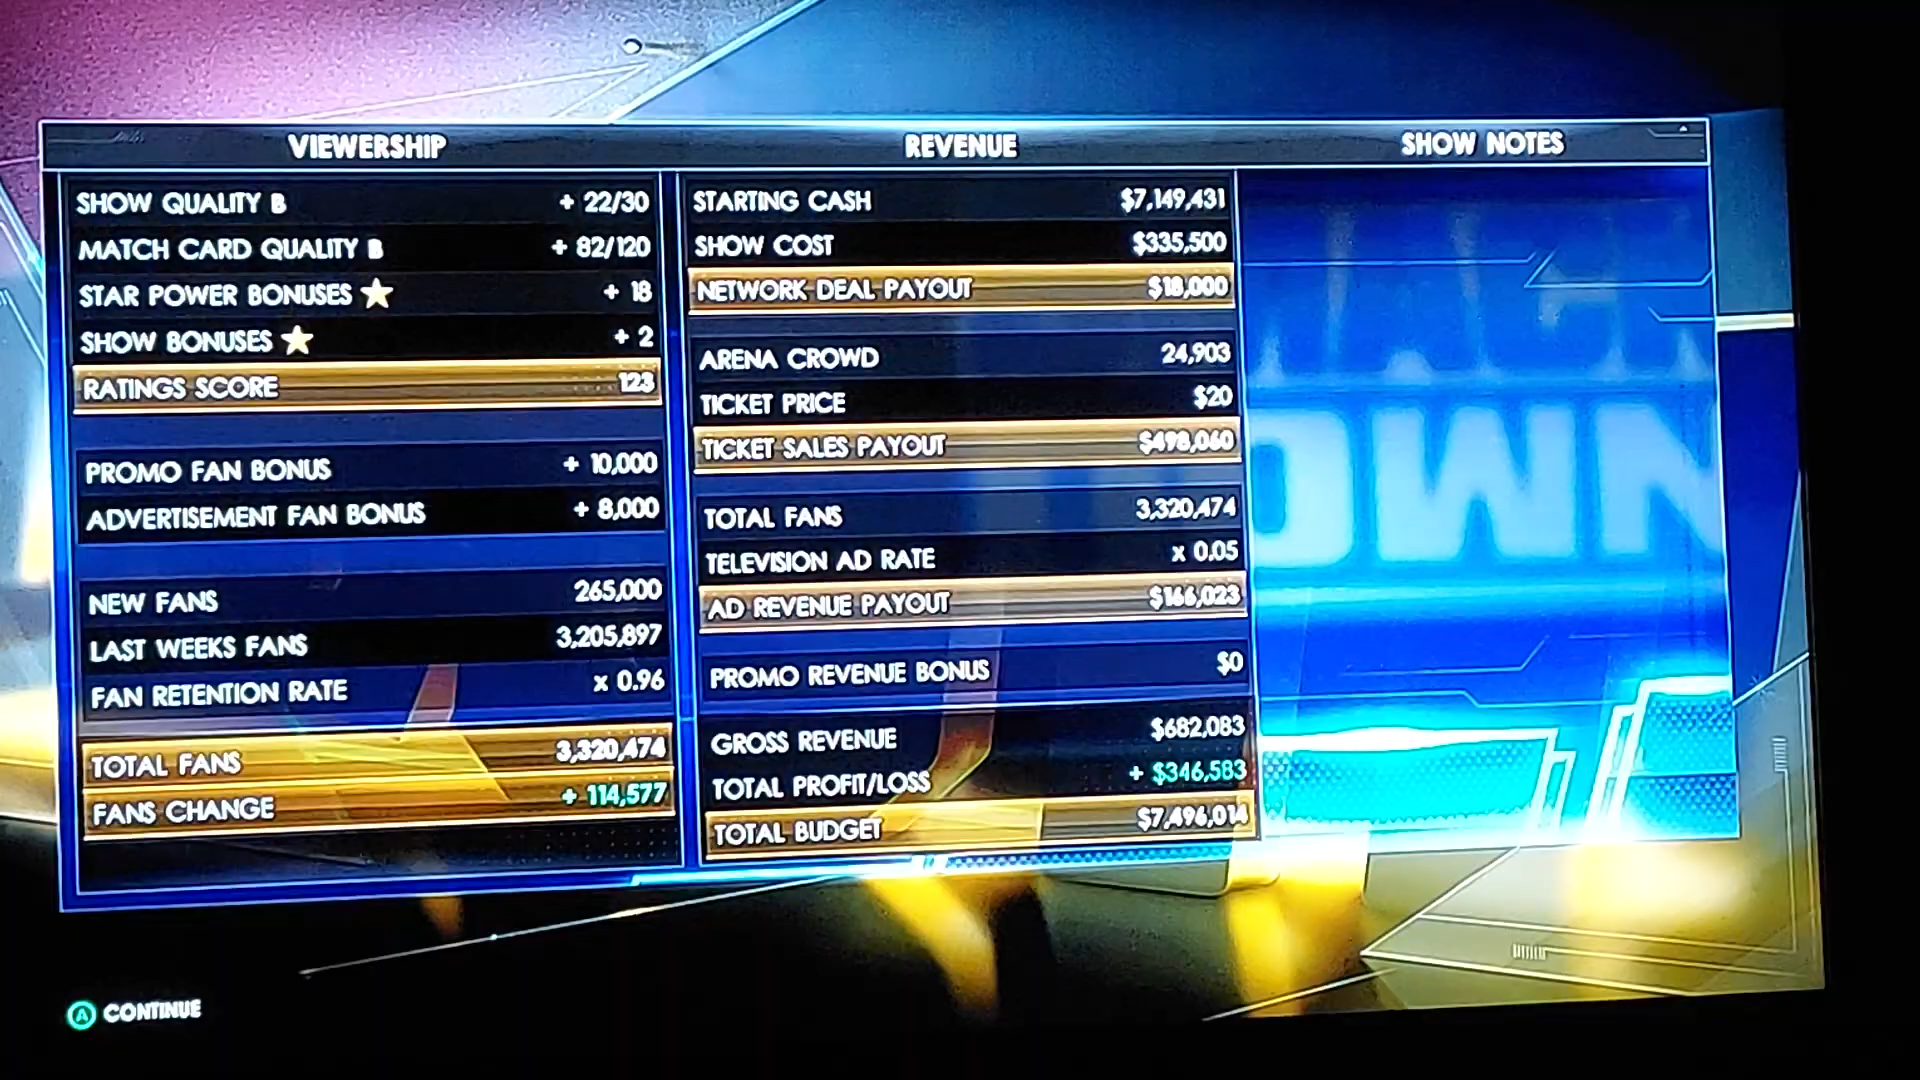 VIEWERSHIP
SHOW QUALITY B + 22/30
MATCH CARD QUALITY B + 82/120
STAR POWER BONUSES ★ + 18
SHOW BONUSES ★ + 2
RATINGS SCORE 123
PROMO FAN BONUS + 10,000
ADVERTISEMENT FAN BONUS + 8,000
NEW FANS 265,000
LAST WEEKS FANS 3,205,897
FAN RETENTION RATE x 0.96
TOTAL FANS 3,320,474
FANS CHANGE + 114,577
REVENUE
STARTING CASH $7,149,431
SHOW COST $335,500
NETWORK DEAL PAYOUT $18,000
ARENA CROWD 24,903
TICKET PRICE $20
TICKET SALES PAYOUT $498,060
TOTAL FANS 3,320,474
TELEVISION AD RATE x 0.05
AD REVENUE PAYOUT $166,023
PROMO REVENUE BONUS $0
GROSS REVENUE $682,083
TOTAL PROFIT/LOSS + $346,583
TOTAL BUDGET $7,496,014
SHOW NOTES
A CONTINUE